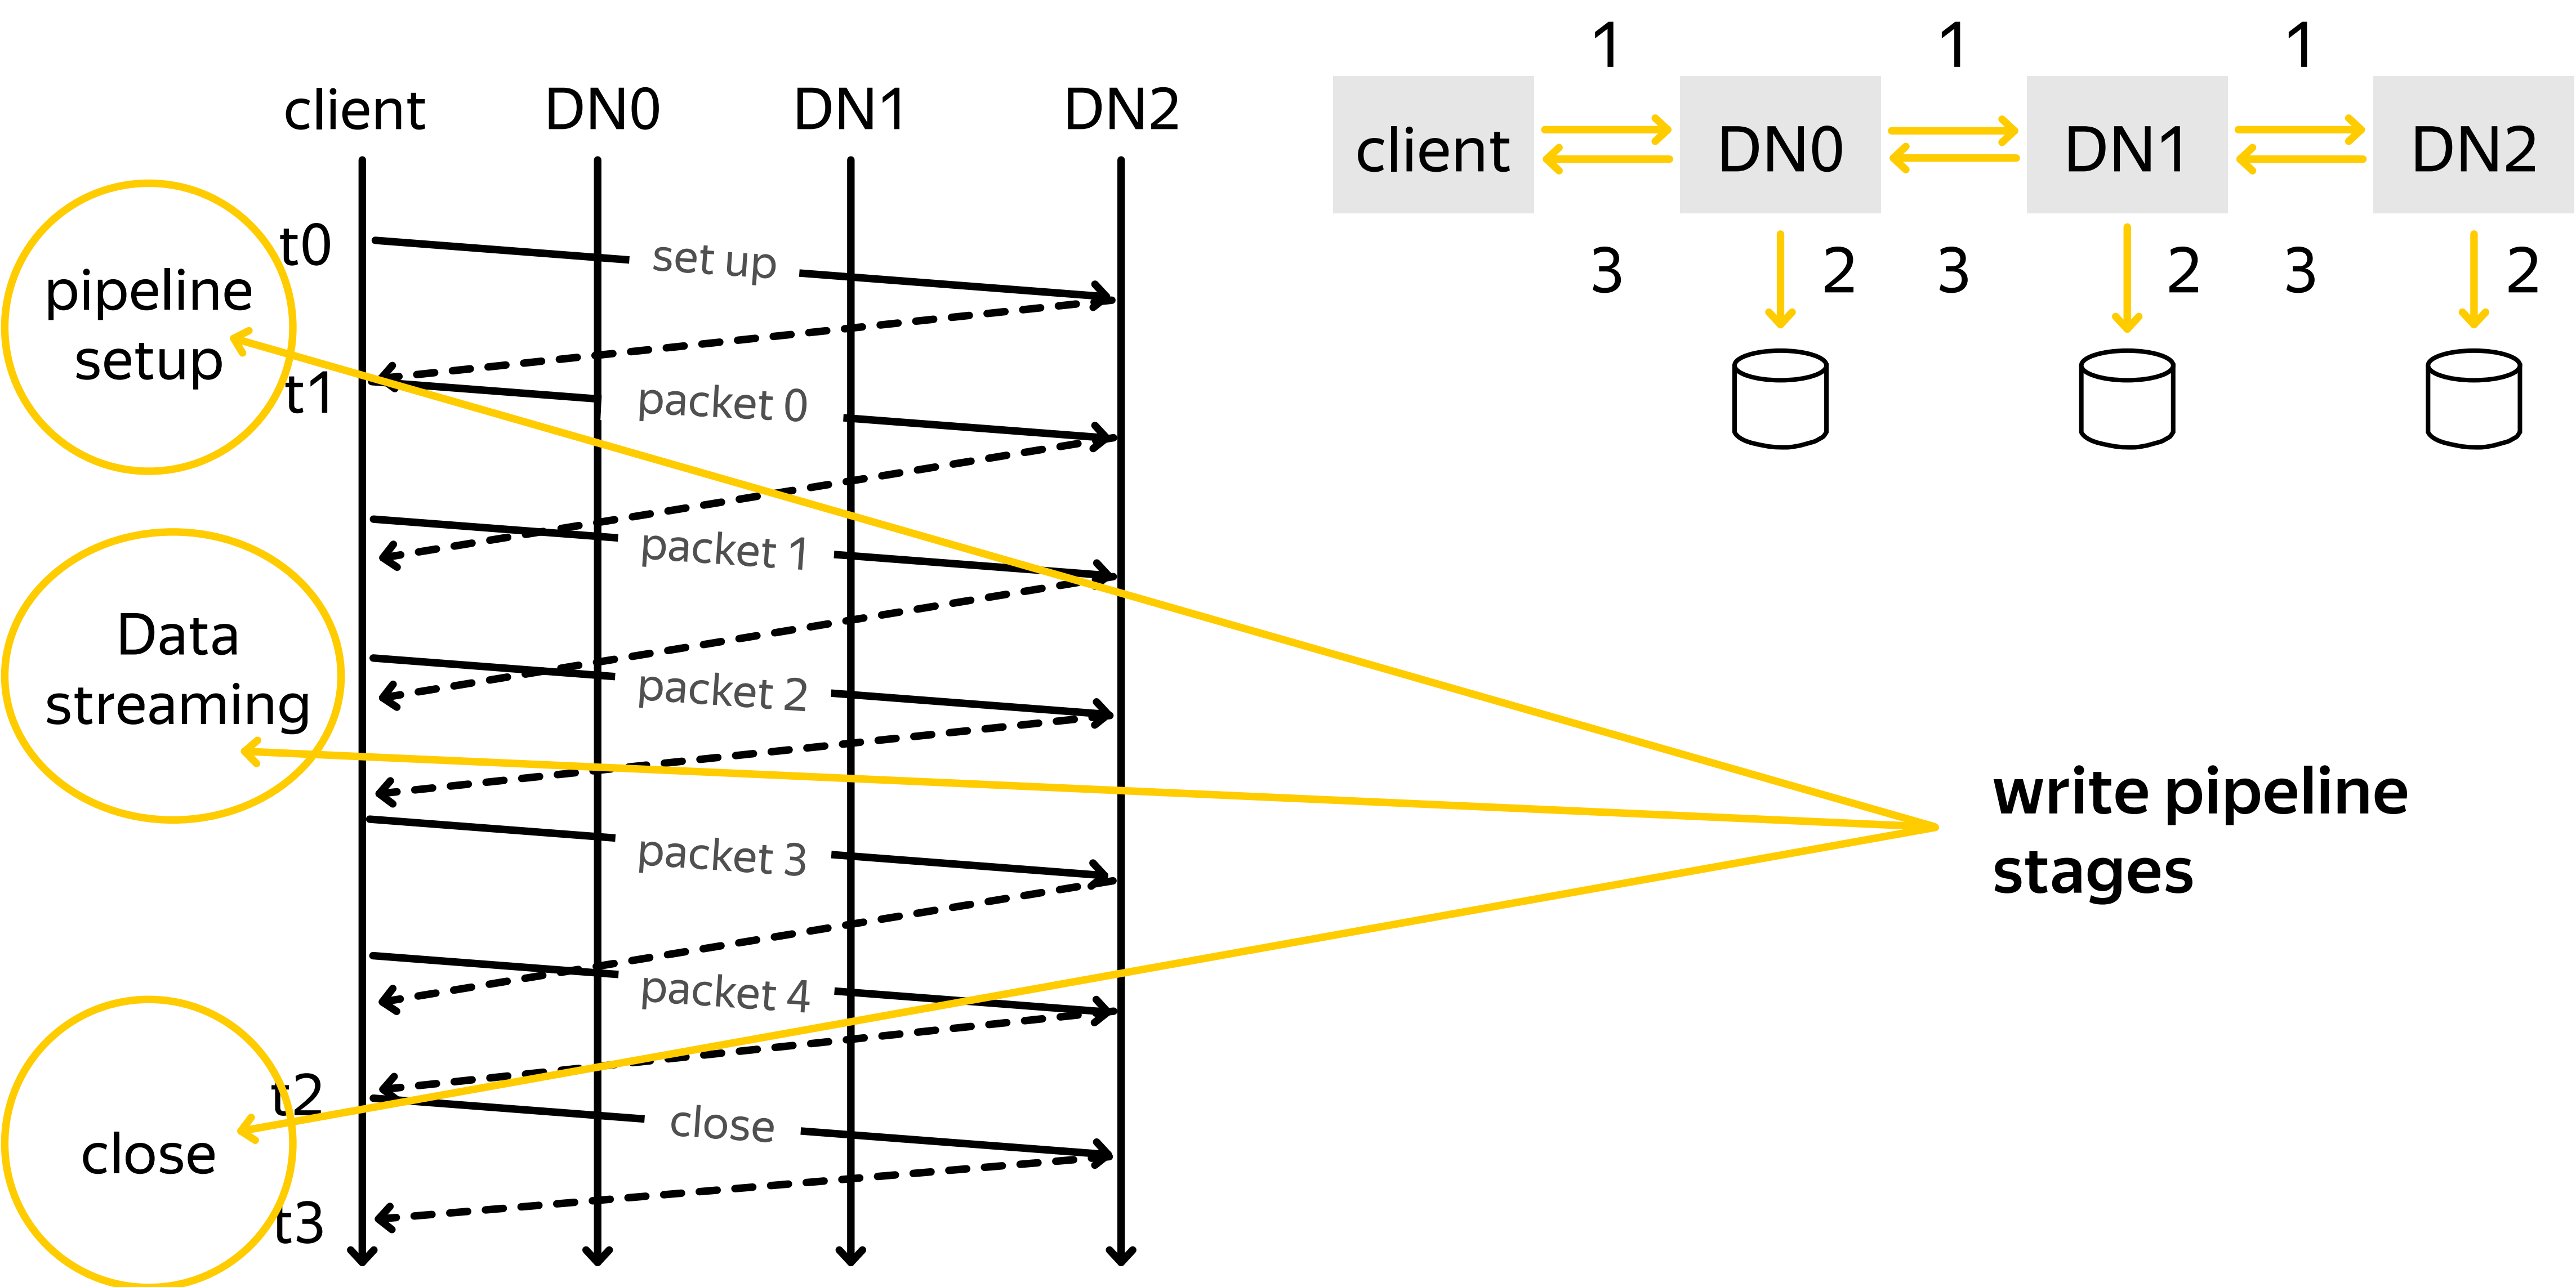 client DN0 DN1 DN2
t0
set up
pipeline
setup
t1
packet 0
packet 1
Data
streaming
packet 2
packet 3
packet 4
t2
close
close
t3
1 1 1
client DN0 DN1 DN2
3 2 3 2 3 2
write pipeline
stages